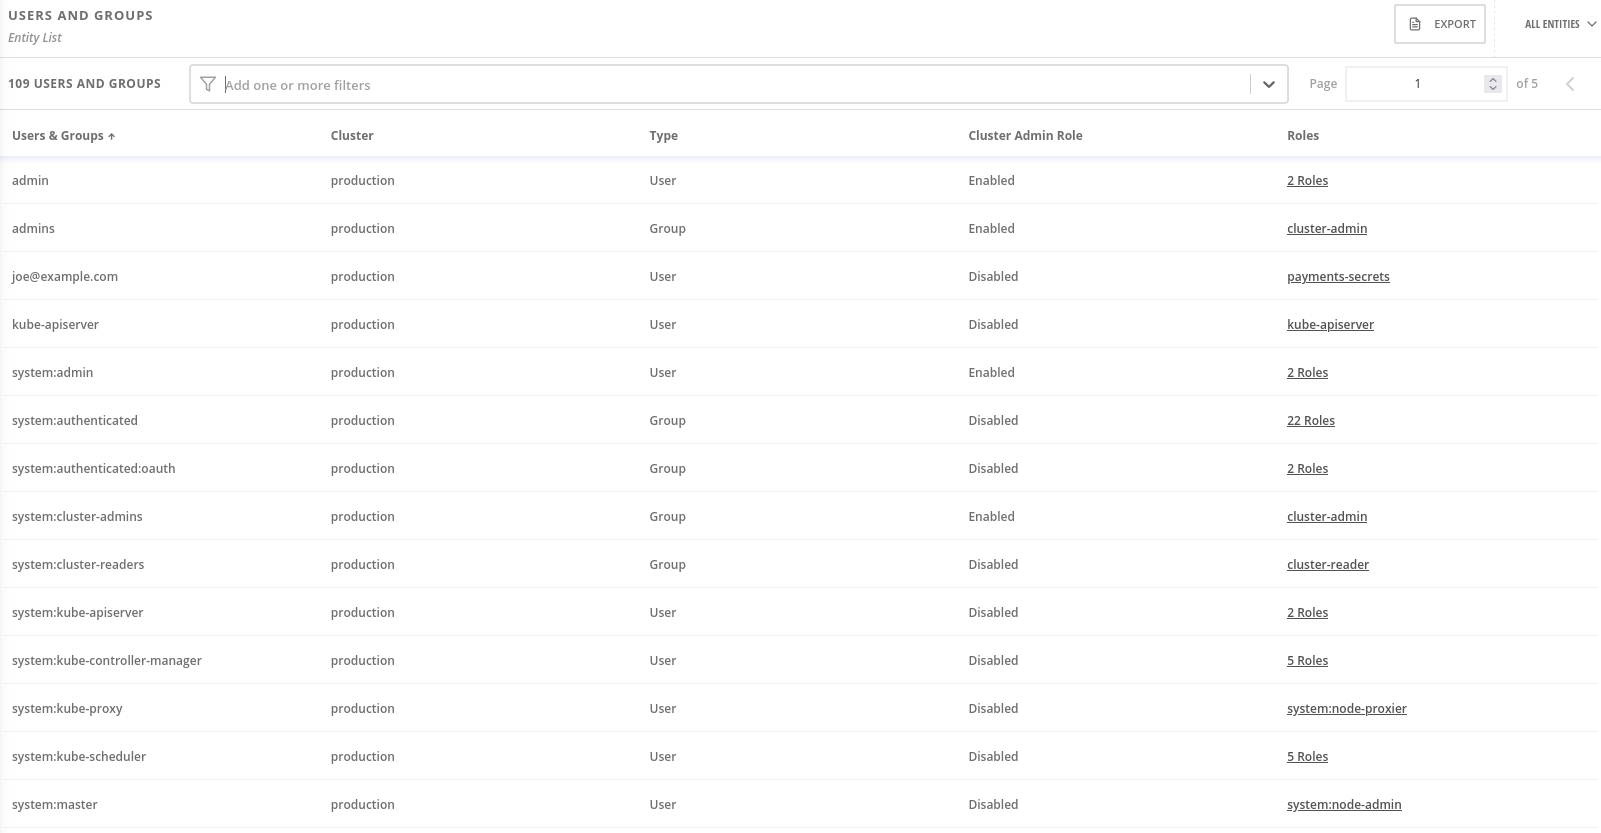 USERS AND GROUPS
Entity List
EXPORT
ALL ENTITIES
109 USERS AND GROUPS
Add one or more filters
Page 1 of 5
Users & Groups Cluster Type Cluster Admin Role Roles
admin production User Enabled 2 Roles
admins production Group Enabled cluster-admin
joe@example.com production User Disabled payments-secrets
kube-apiserver production User Disabled kube-apiserver
system:admin production User Enabled 2 Roles
system:authenticated production Group Disabled 22 Roles
system:authenticated:oauth production Group Disabled 2 Roles
system:cluster-admins production Group Enabled cluster-admin
system:cluster-readers production Group Disabled cluster-reader
system:kube-apiserver production User Disabled 2 Roles
system:kube-controller-manager production User Disabled 5 Roles
system:kube-proxy production User Disabled system:node-proxier
system:kube-scheduler production User Disabled 5 Roles
system:master production User Disabled system:node-admin